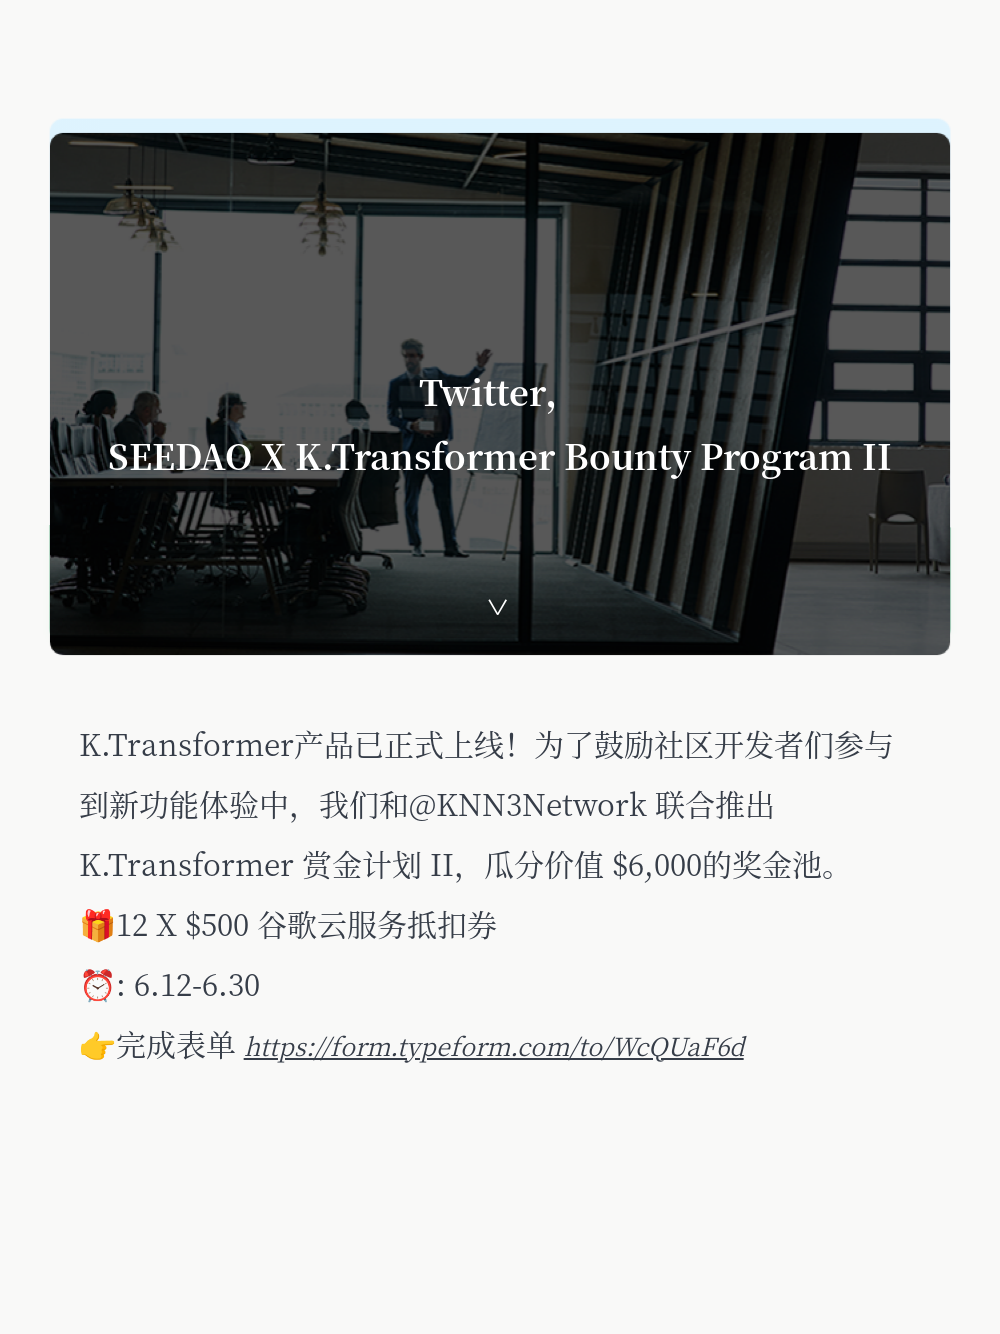 Twitter,
SEEDAO X K.Transformer Bounty Program II
K.Transformer产品已正式上线！为了鼓励社区开发者们参与
到新功能体验中，我们和@KNN3Network 联合推出
K.Transformer 赏金计划 II，瓜分价值 $6,000的奖金池。
🎁12 X $500 谷歌云服务抵扣券
⏰: 6.12-6.30
👉完成表单 https://form.typeform.com/to/WcQUaF6d